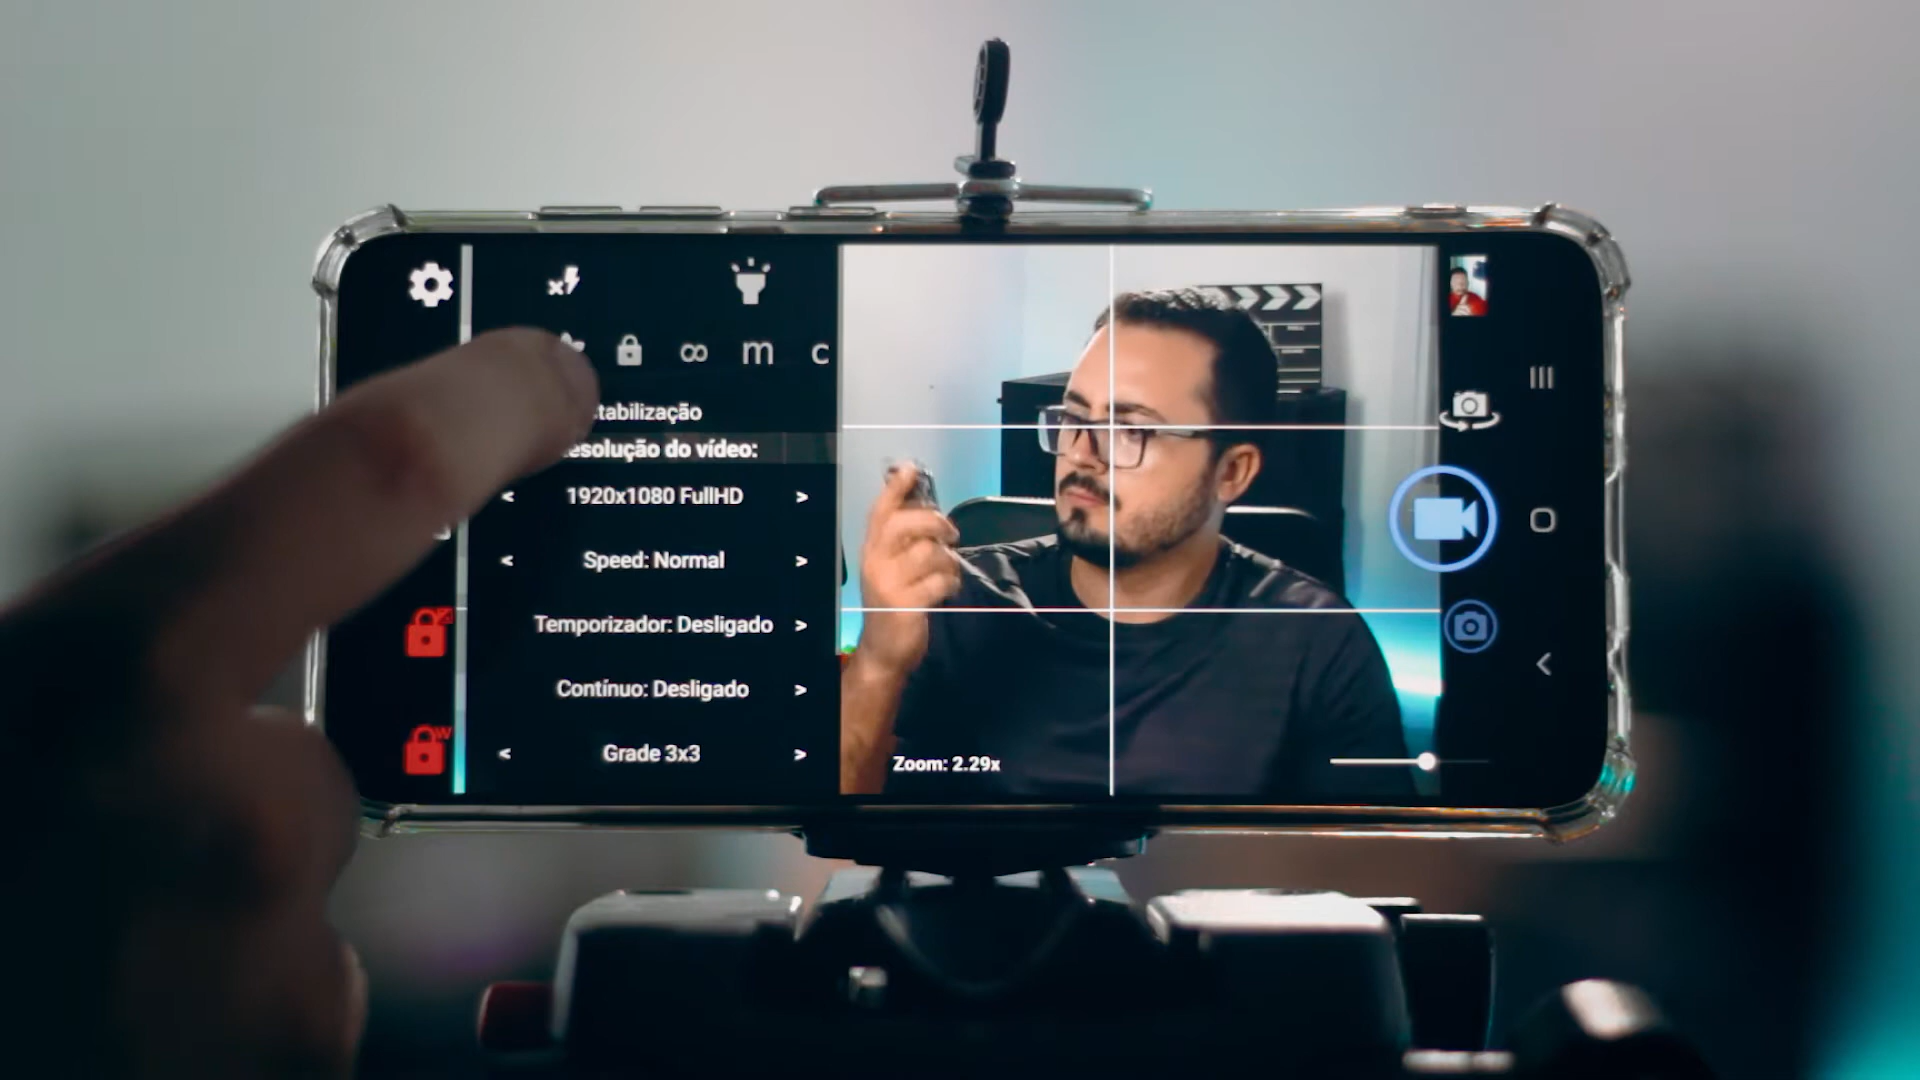 m c
tabilização
esolução do vídeo:
< 1920x1080 FullHD >
< Speed: Normal >
Temporizador: Desligado >
Contínuo: Desligado >
< Grade 3x3 >
W
Zoom: 2.29x